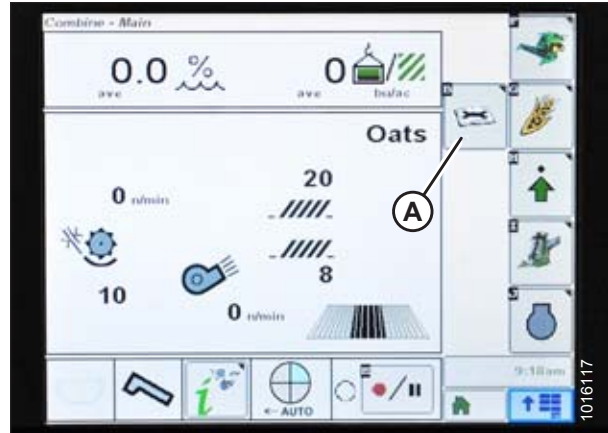 Combine - Main
0.0 %
ave
0
ave bu/ac
Oats
A
0 n/min
20
8
10
0 n/min
← AUTO
9:18am
1016117